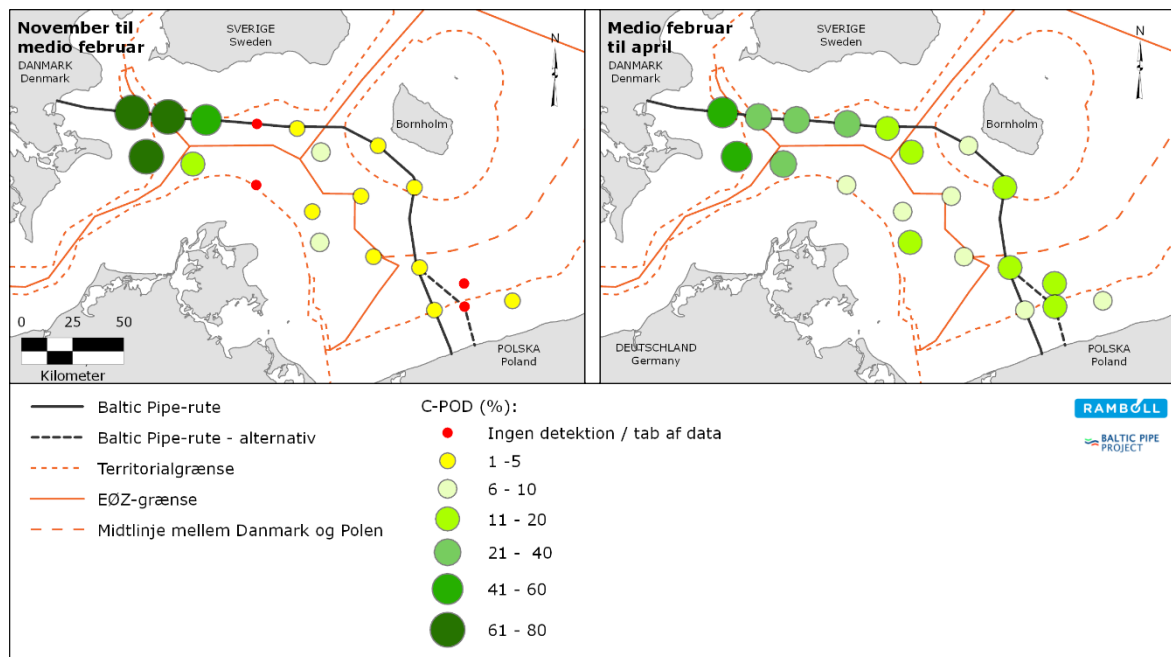 November til
medio februar
DANMARK
Denmark
SVERIGE
Sweden
N
Bornholm
0 25 50
Kilometer
POLSKA
Poland
Medio februar
til april
DANMARK
Denmark
SVERIGE
Sweden
N
Bornholm
DEUTSCHLAND
Germany
POLSKA
Poland
Baltic Pipe-rute
Baltic Pipe-rute - alternativ
Territorialgrænse
EØZ-grænse
Midtlinje mellem Danmark og Polen
C-POD (%):
Ingen detektion / tab af data
1 -5
6 - 10
11 - 20
21 - 40
41 - 60
61 - 80
RAMBOLL
BALTIC PIPE
PROJECT